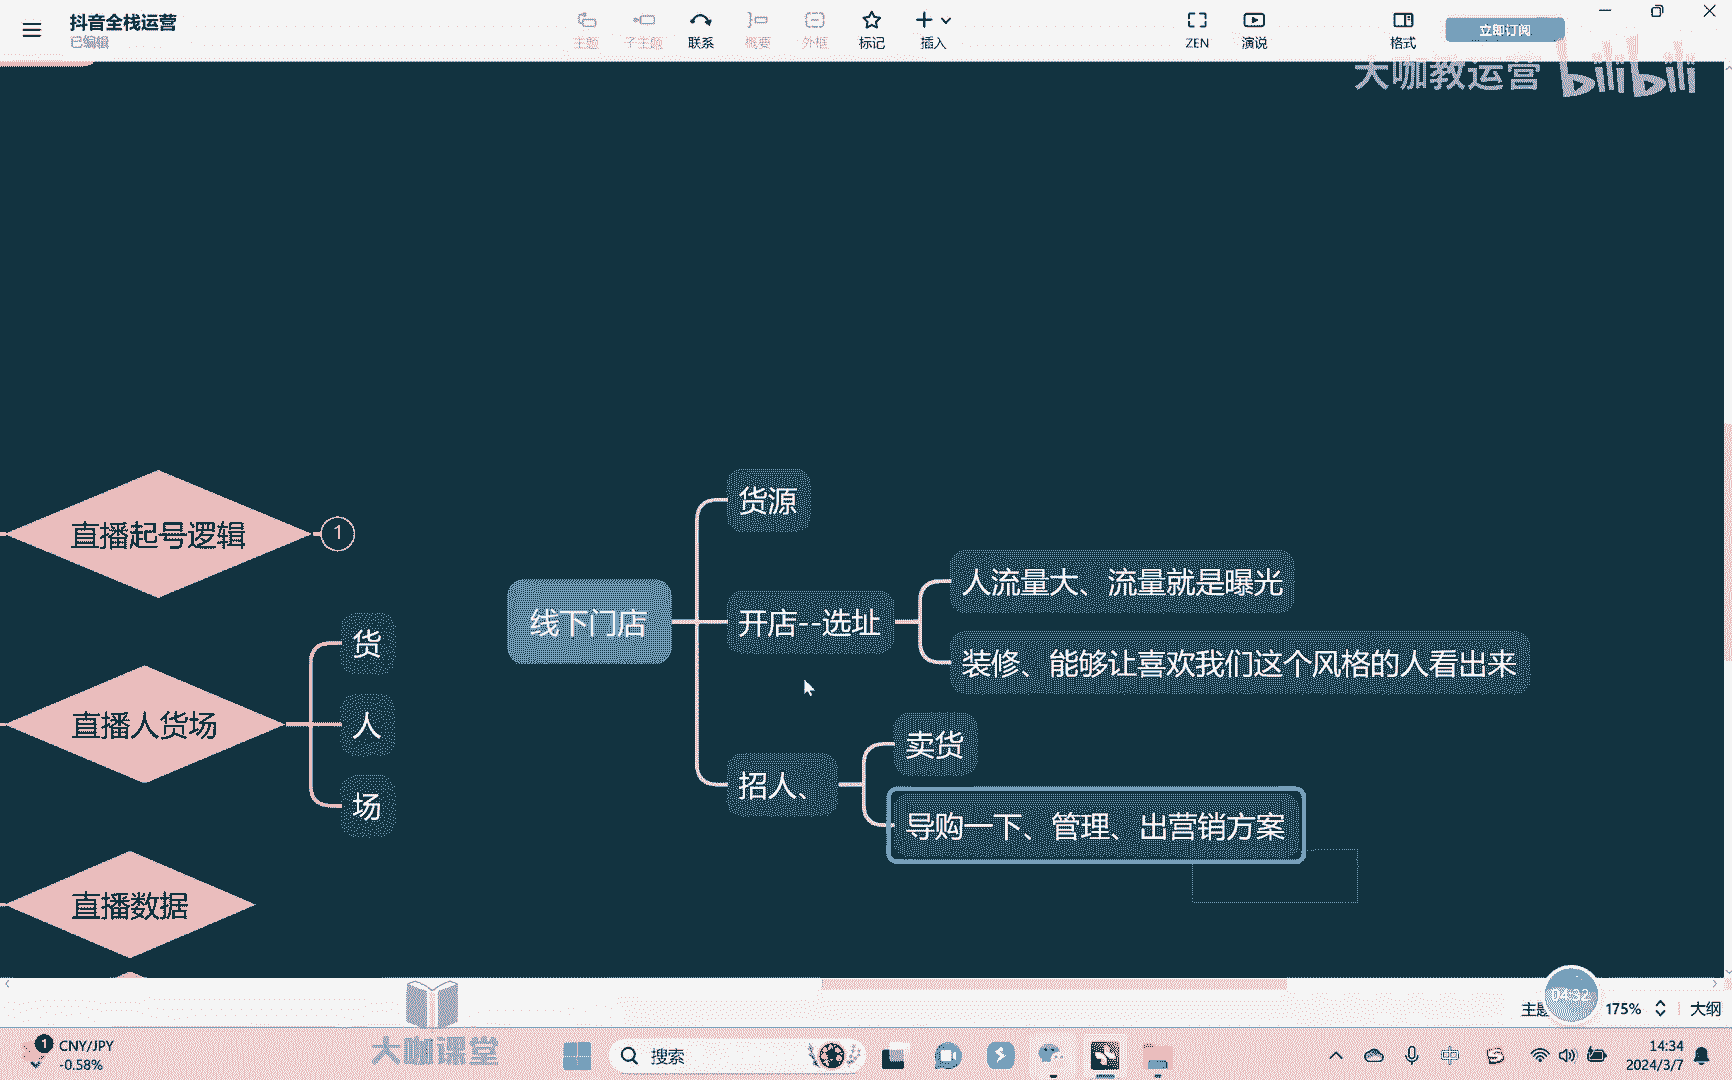 抖音全栈运营
已编辑
主题
子主题
联系
概要
外框
标记
插入
ZEN
演说
格式
立即订阅
大咖教运营 bilibili
直播起号逻辑
1
直播人货场
货
人
场
直播数据
线下门店
货源
开店--选址
人流量大、流量就是曝光
装修、能够让喜欢我们这个风格的人看出来
招人、
卖货
导购一下、管理、出营销方案
04:32
175%
大纲
大咖课堂
1
CNY/JPY
-0.58%
搜索
中
14:34
2024/3/7